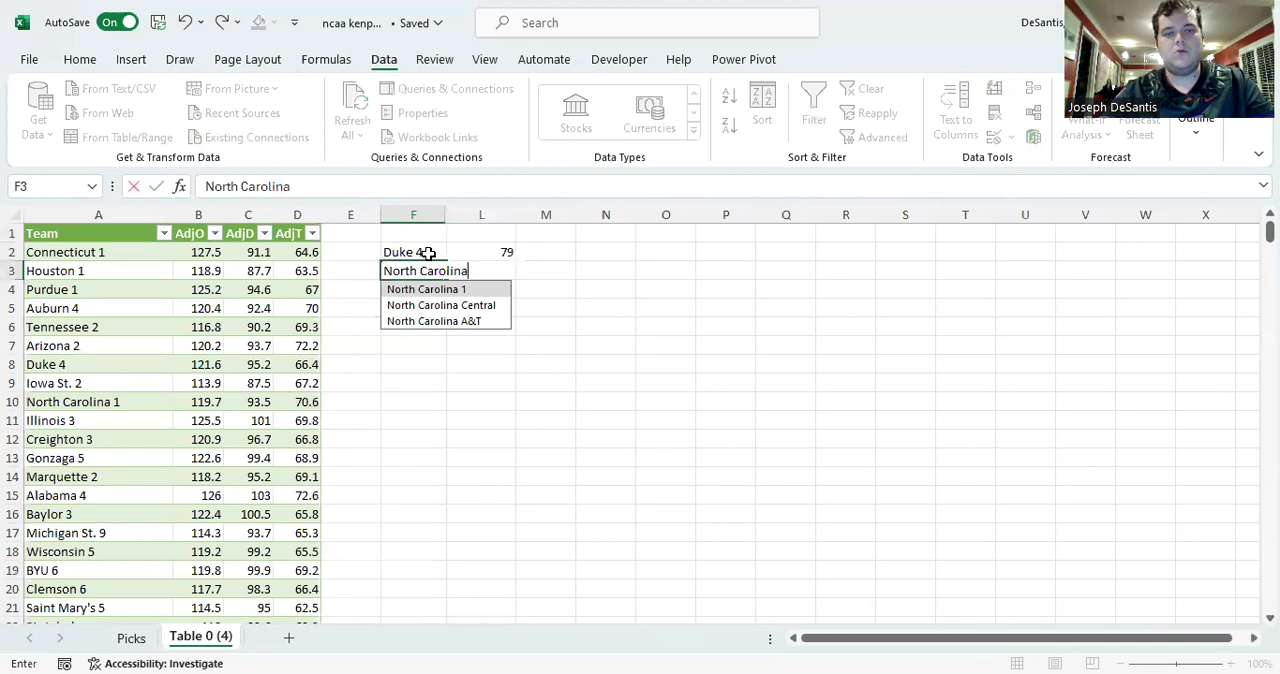 AutoSave On ncaa kenp... • Saved Search DeSantis,
File Home Insert Draw Page Layout Formulas Data Review View Automate Developer Help Power Pivot
Get Data
From Text/CSV
From Web
From Table/Range
From Picture
Recent Sources
Existing Connections
Get & Transform Data
Refresh All
Queries & Connections
Properties
Workbook Links
Queries & Connections
Stocks
Currencies
Data Types
Sort
Filter
Clear
Reapply
Advanced
Sort & Filter
Text to Columns
Data Tools
What-If Analysis
Forecast Sheet
Forecast
Outline
Joseph DeSantis
F3 fx North Carolina
A B C D E F L M N O P Q R S T U V W X
1 Team AdjO AdjD AdjT
2 Connecticut 1 127.5 91.1 64.6 Duke 4 79
3 Houston 1 118.9 87.7 63.5 North Carolina
4 Purdue 1 125.2 94.6 67 North Carolina 1
5 Auburn 4 120.4 92.4 70 North Carolina Central
6 Tennessee 2 116.8 90.2 69.3 North Carolina A&T
7 Arizona 2 120.2 93.7 72.2
8 Duke 4 121.6 95.2 66.4
9 Iowa St. 2 113.9 87.5 67.2
10 North Carolina 1 119.7 93.5 70.6
11 Illinois 3 125.5 101 69.8
12 Creighton 3 120.9 96.7 66.8
13 Gonzaga 5 122.6 99.4 68.9
14 Marquette 2 118.2 95.2 69.1
15 Alabama 4 126 103 72.6
16 Baylor 3 122.4 100.5 65.8
17 Michigan St. 9 114.3 93.7 65.3
18 Wisconsin 5 119.2 99.2 65.5
19 BYU 6 119.8 99.9 69.2
20 Clemson 6 117.7 98.3 66.4
21 Saint Mary's 5 114.5 95 62.5
Picks Table 0 (4)
Enter Accessibility: Investigate 100%